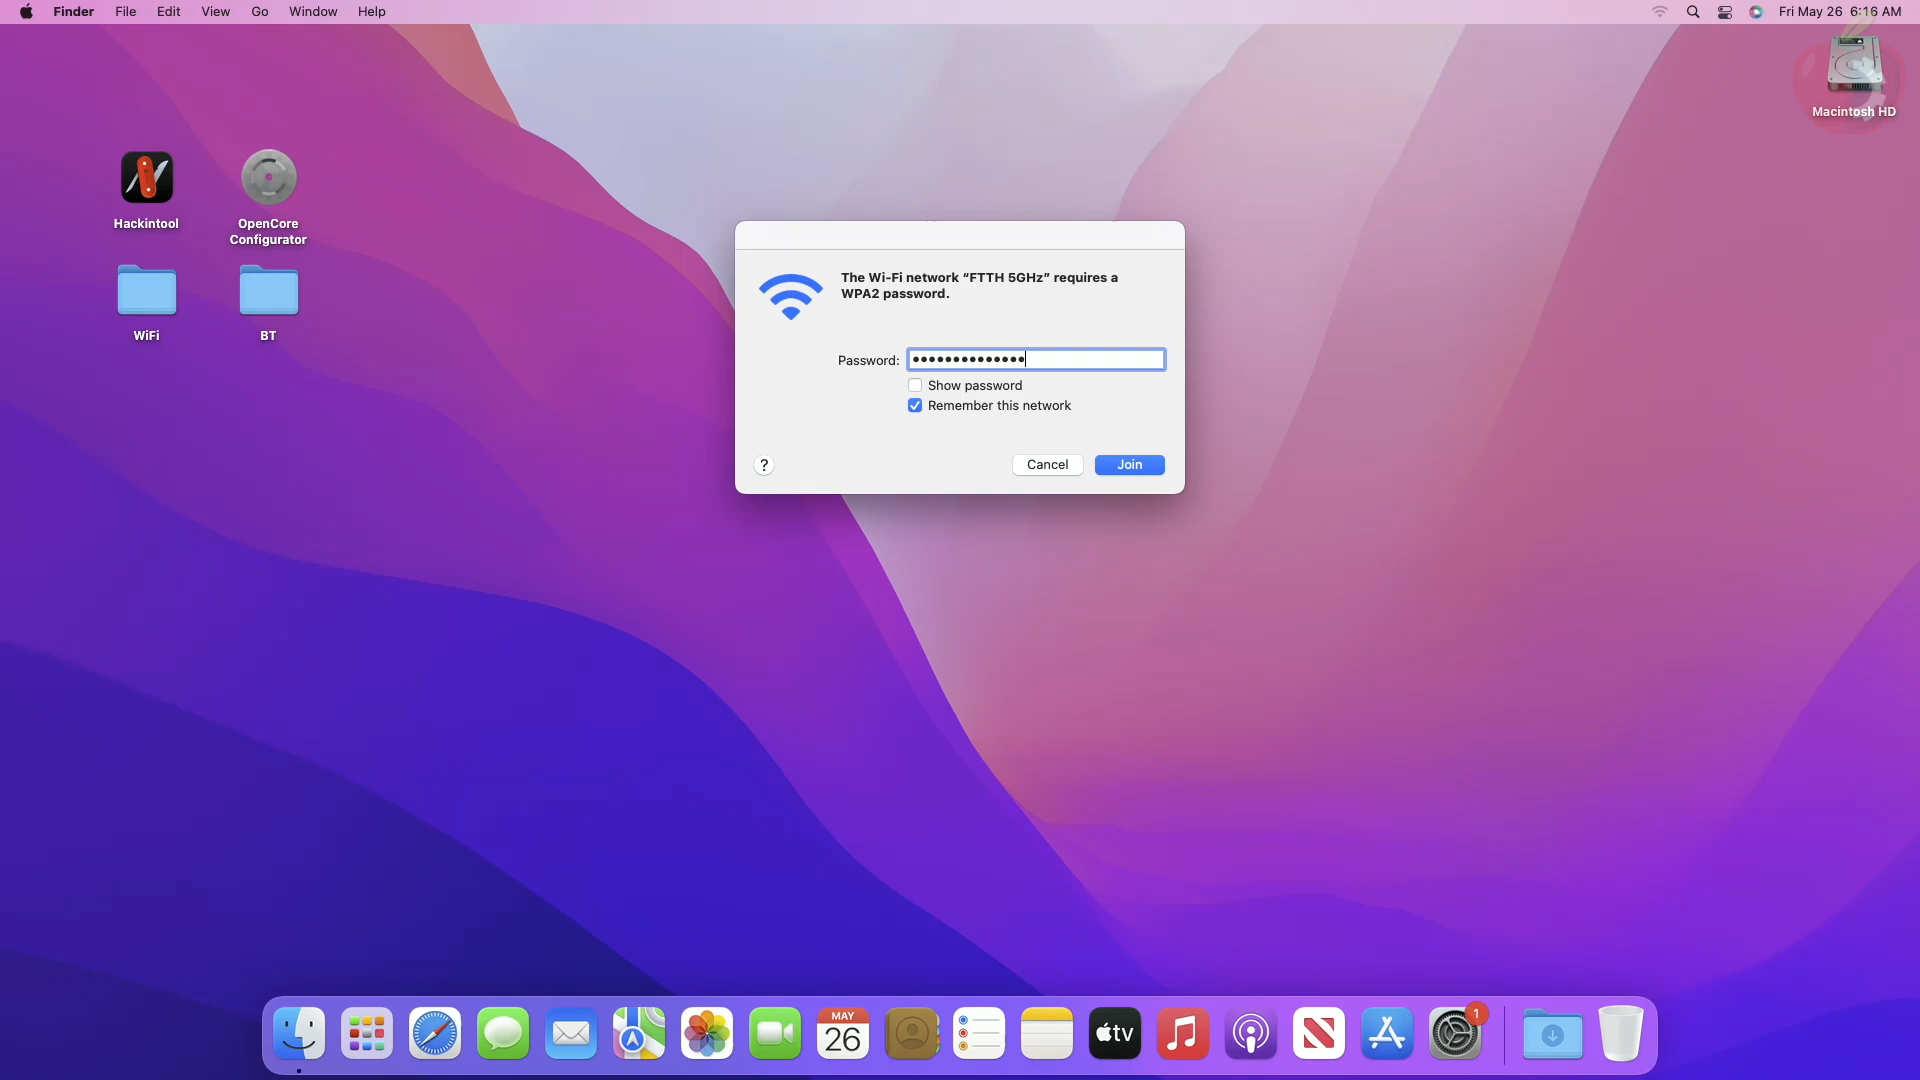 Finder File Edit View Go Window Help
Fri May 26 6:16 AM
Macintosh HD
Hackintool
OpenCore
Configurator
WiFi
BT
The Wi-Fi network “FTTH 5GHz” requires a
WPA2 password.
Password: ••••••••••••••
Show password
Remember this network
?
Cancel
Join
MAY
26
tv
1